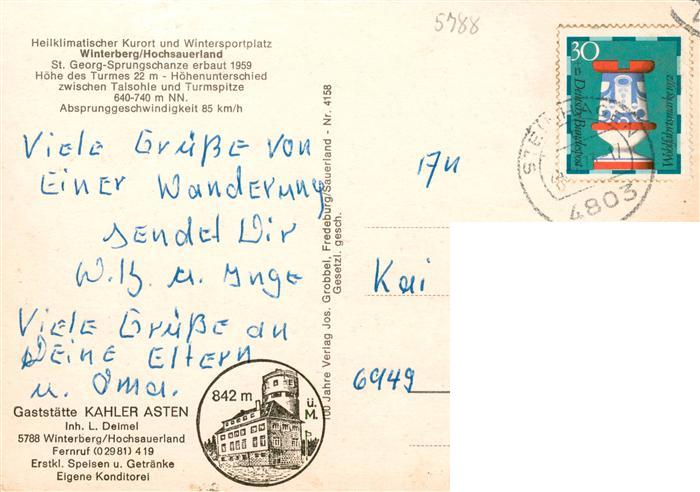 5788
Heilklimatischer Kurort und Wintersportplatz
Winterberg/Hochsauerland
St. Georg-Sprungschanze erbaut 1959
Höhe des Turmes 22 m - Höhenunterschied
zwischen Talsohle und Turmspitze
640-740 m NN.
Absprunggeschwindigkeit 85 km/h
Viele Grüße von
Einer Wanderung
sendet Dir
W.B. u. Inge
Viele Grüße an
Deine Eltern
u. Oma.
Gaststätte KAHLER ASTEN
Inh. L. Deimel
5788 Winterberg/Hochsauerland
Fernruf (02981) 419
Erstkl. Speisen u. Getränke
Eigene Konditorei
842 m
ü.
M.
100 Jahre Verlag Jos. Grobbel, Fredeburg/Sauerland - Nr. 4158
Gesetzl. gesch.
30
Deutsche Bundespost
Wohlfahrtsmarke
4803
Kai
6949